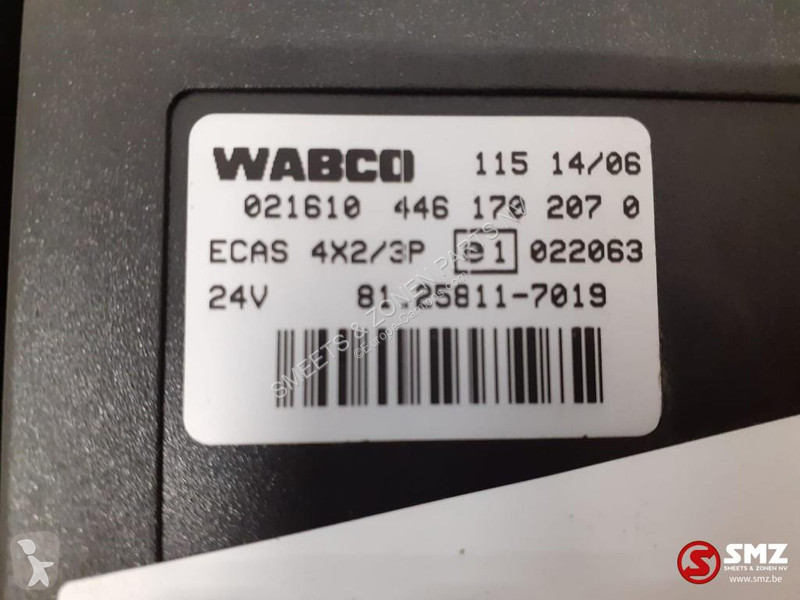 WABCO 115 14/06
021610 446 170 207 0
ECAS 4X2/3P e1 022063
24V 81.25811-7019
SMEETS & ZONEN PARTS NV
SMZ
SMEETS & ZONEN NV
www.smz.be